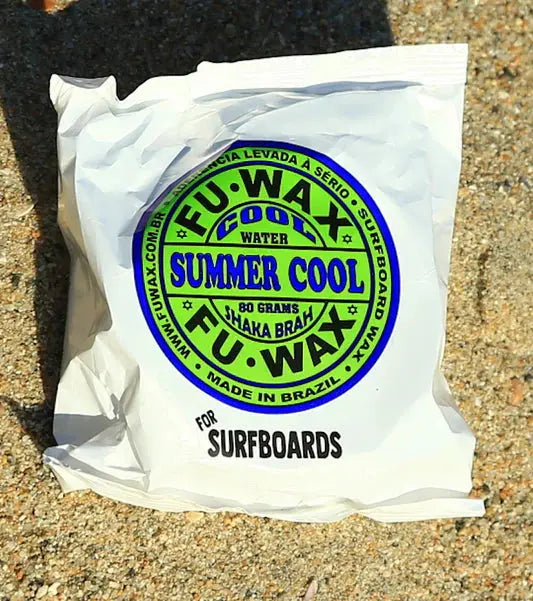 ADERÊNCIA LEVADA À SÉRIO • SURFBOARD WAX •
MADE IN BRAZIL •
WWW.FUWAX.COM.BR •
FU•WAX
COOL
WATER
SUMMER COOL
80 GRAMS
SHAKA BRAH
FU•WAX
FOR
SURFBOARDS